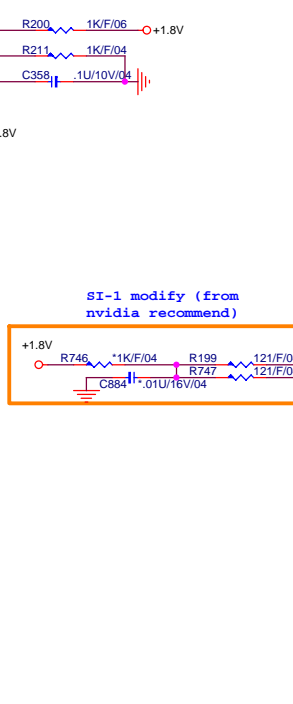 R200 1K/F/06 +1.8V
R211 1K/F/04
C358 .1U/10V/04
.8V
SI-1 modify (from
nvidia recommend)
+1.8V
R746 *1K/F/04 R199 121/F/0
R747 121/F/0
C884 *.01U/16V/04